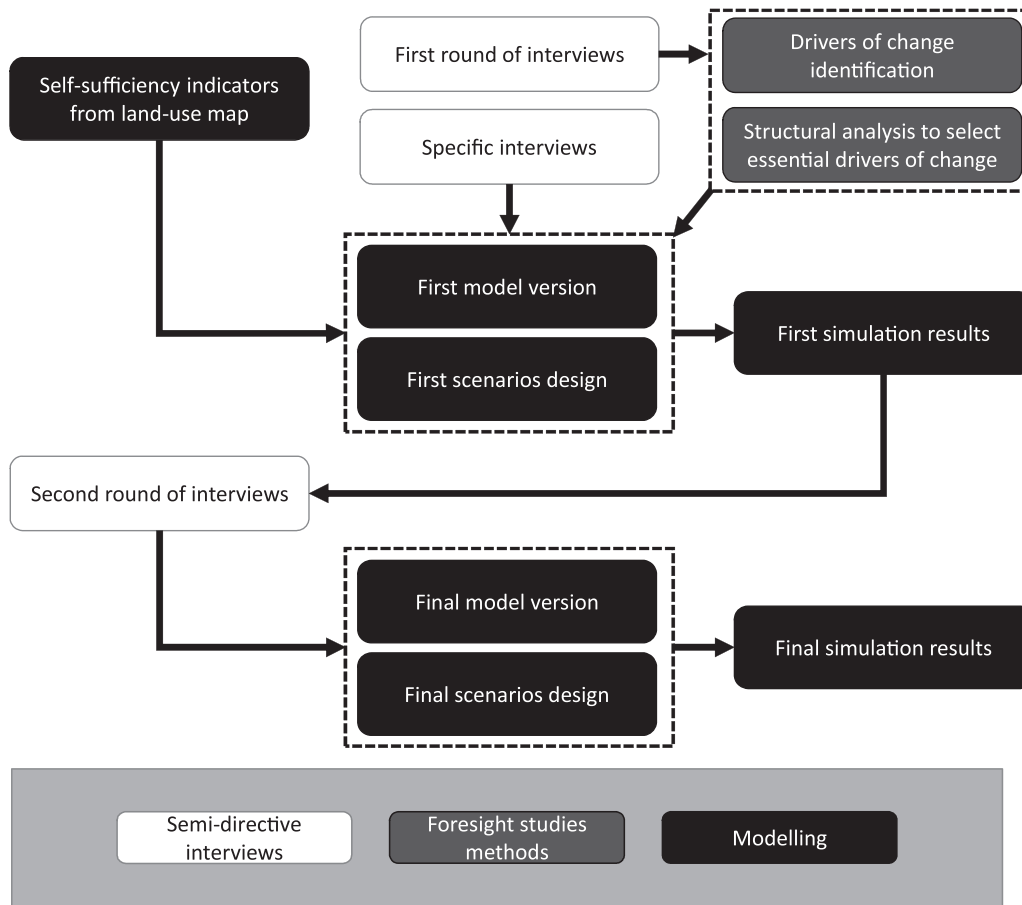 First round of interviews
Drivers of change
identification
Self-sufficiency indicators
from land-use map
Specific interviews
Structural analysis to select
essential drivers of change
First model version
First scenarios design
First simulation results
Second round of interviews
Final model version
Final scenarios design
Final simulation results
Semi-directive
interviews
Foresight studies
methods
Modelling